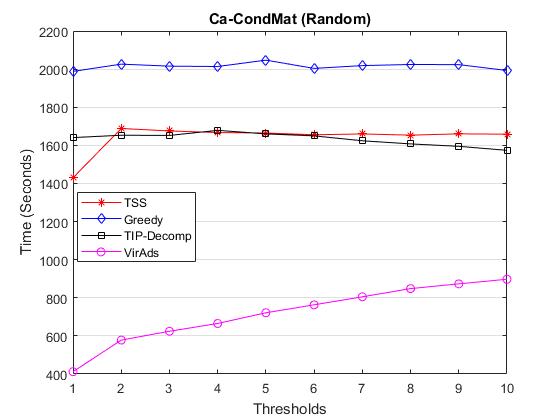 Ca-CondMat (Random)
2200
2000
1800
1600
1400
1200
1000
800
600
400
Time (Seconds)
TSS
Greedy
TIP-Decomp
VirAds
1 2 3 4 5 6 7 8 9 10
Thresholds